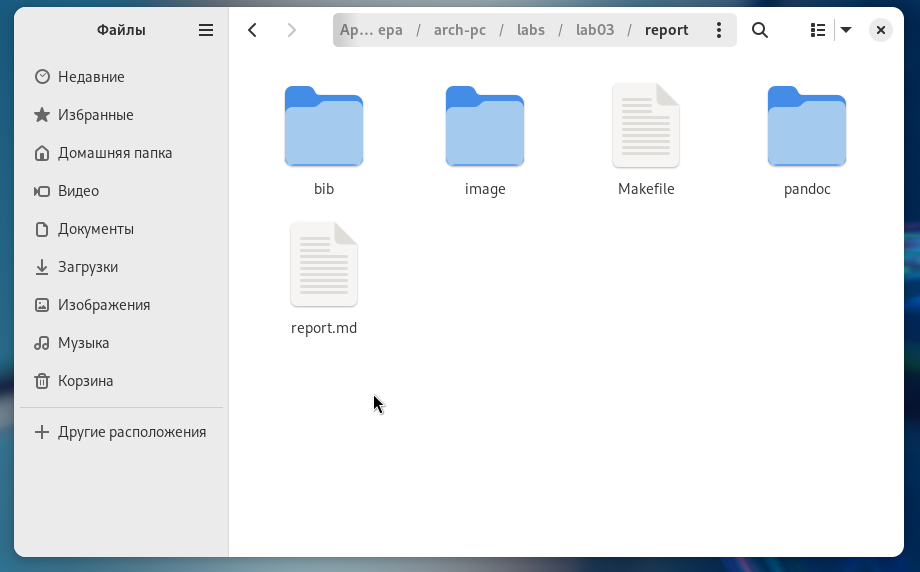 Файлы
Ap... epa / arch-pc / labs / lab03 / report
Недавние
Избранные
Домашняя папка
Видео
Документы
Загрузки
Изображения
Музыка
Корзина
Другие расположения
bib
image
Makefile
pandoc
report.md